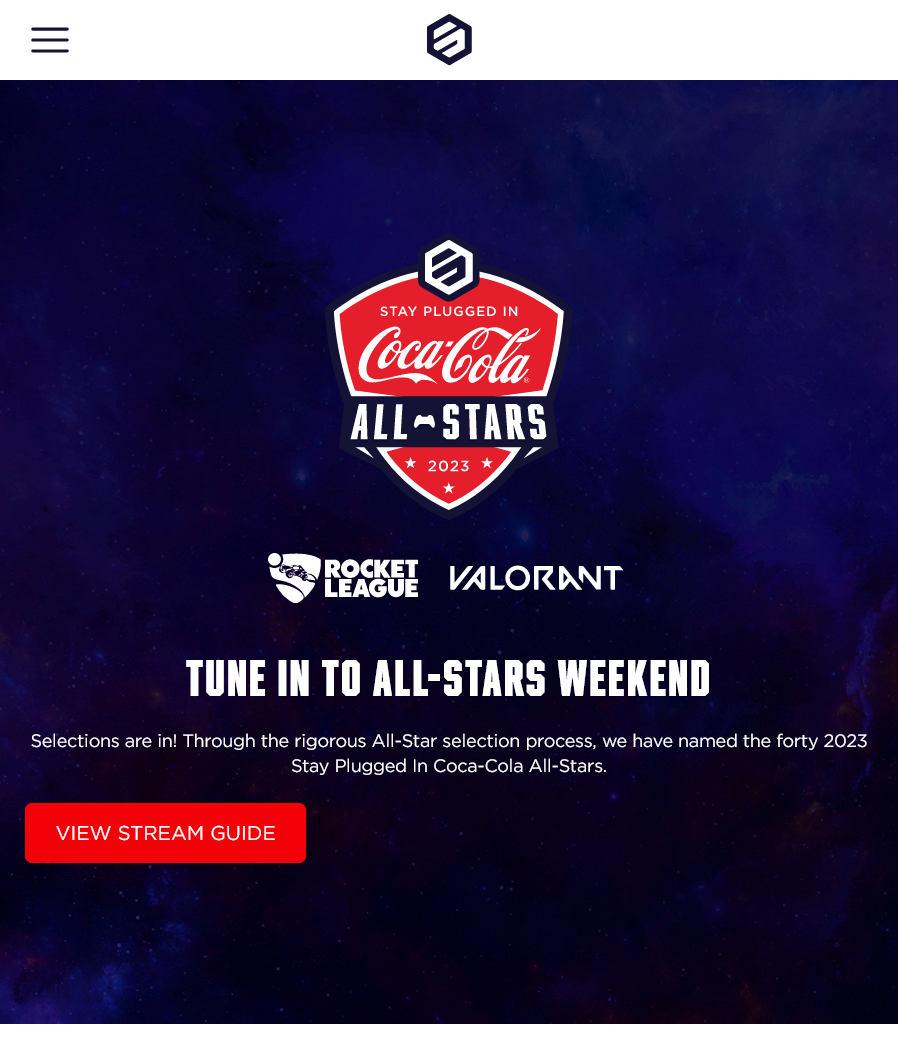 STAY PLUGGED IN
Coca-Cola
ALL STARS
2023
ROCKET
LEAGUE
VALORANT
TUNE IN TO ALL-STARS WEEKEND
Selections are in! Through the rigorous All-Star selection process, we have named the forty 2023
Stay Plugged In Coca-Cola All-Stars.
VIEW STREAM GUIDE